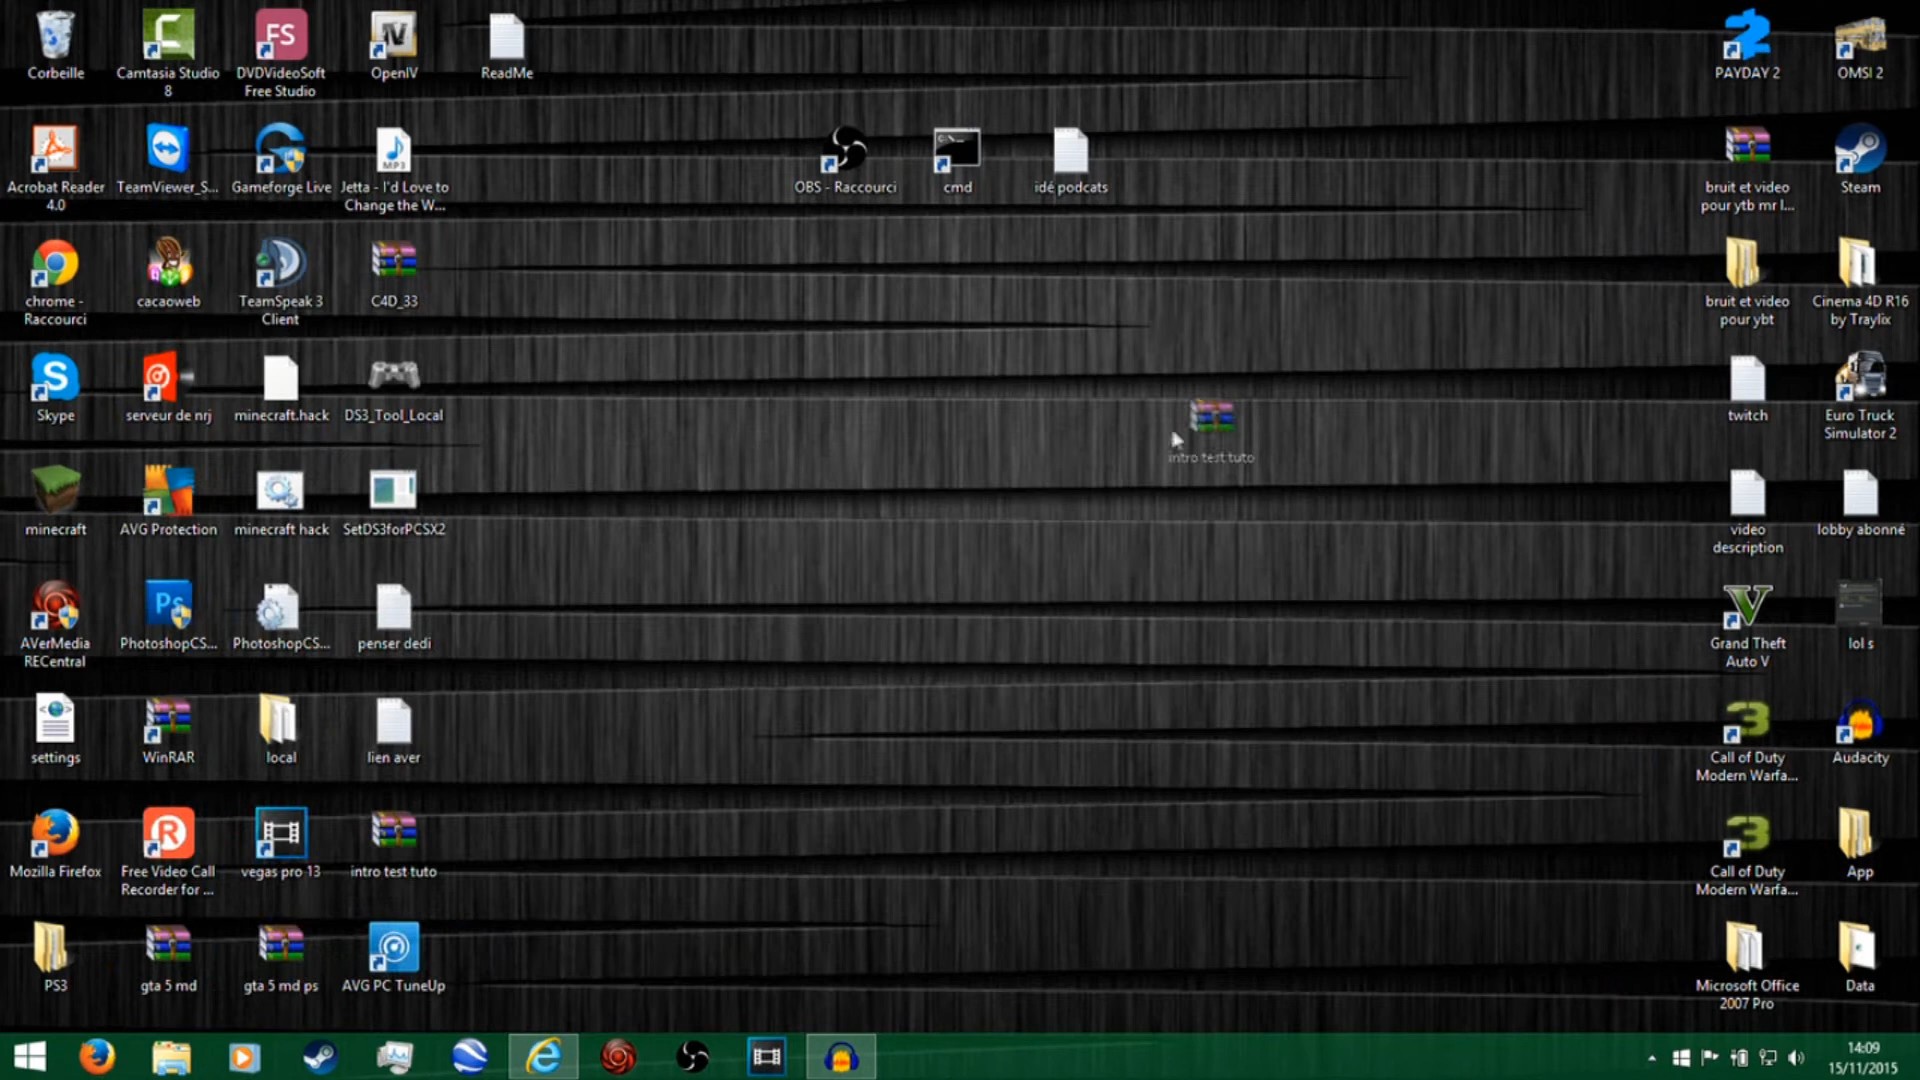 Corbeille
Camtasia Studio
8
FS
DVDVideoSoft
Free Studio
IV
OpenIV
ReadMe
PAYDAY 2
OMSI 2
Acrobat Reader
4.0
TeamViewer_S...
Gameforge Live
MP3
Jetta - I'd Love to
Change the W...
OBS - Raccourci
C:\_
cmd
idé podcats
bruit et video
pour ytb mr l...
Steam
chrome -
Raccourci
cacaoweb
TeamSpeak 3
Client
C4D_33
bruit et video
pour ybt
Cinema 4D R16
by Traylix
Skype
serveur de nrj
minecraft.hack
DS3_Tool_Local
intro test tuto
twitch
Euro Truck
Simulator 2
minecraft
AVG Protection
minecraft hack
SetDS3forPCSX2
video
description
lobby abonné
AVerMedia
RECentral
Ps
PhotoshopCS...
PhotoshopCS...
penser dedi
V
Grand Theft
Auto V
lol s
settings
WinRAR
local
lien aver
3
Call of Duty
Modern Warfa...
Audacity
Mozilla Firefox
R
Free Video Call
Recorder for ...
vegas pro 13
intro test tuto
3
Call of Duty
Modern Warfa...
App
PS3
gta 5 md
gta 5 md ps
AVG PC TuneUp
Microsoft Office
2007 Pro
Data
14:09
15/11/2015